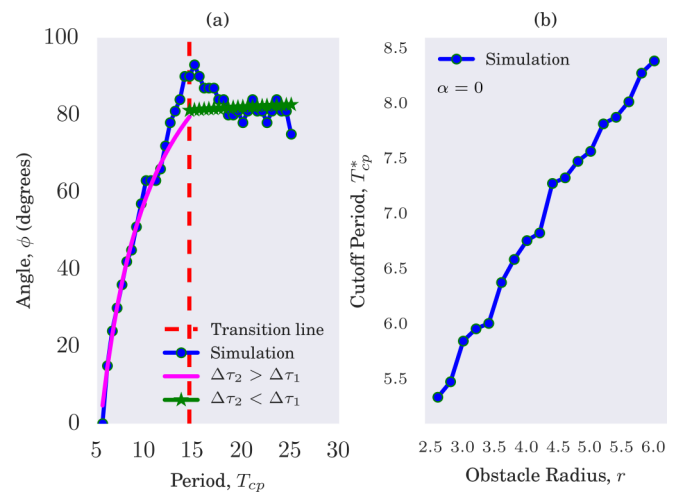 (a)
100
80
60
40
20
0
Angle, ϕ (degrees)
Transition line
Simulation
Δτ₂ > Δτ₁
Δτ₂ < Δτ₁
5 10 15 20 25 30
Period, T_cp
(b)
8.5
8.0
7.5
7.0
6.5
6.0
5.5
Cutoff Period, T*_cp
Simulation
α = 0
2.5 3.0 3.5 4.0 4.5 5.0 5.5 6.0
Obstacle Radius, r